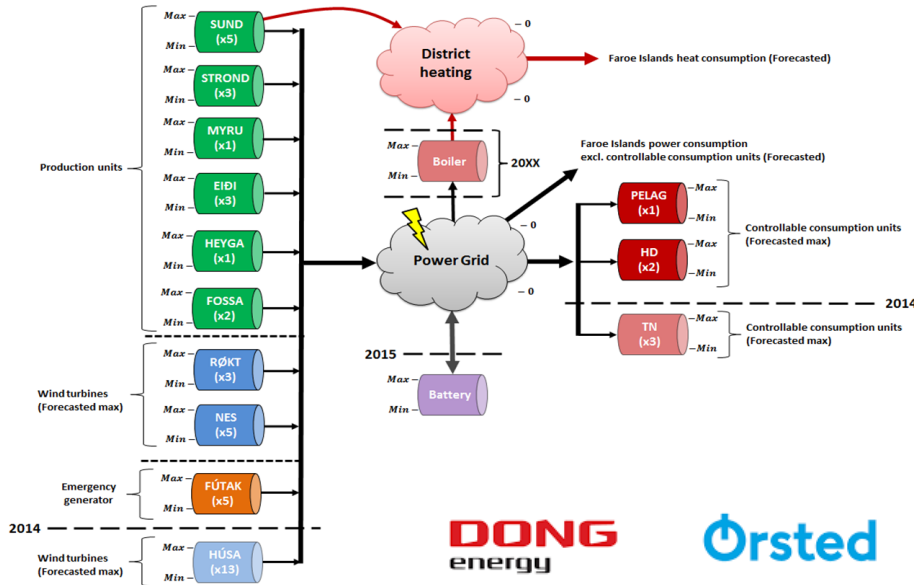 Max
SUND
(x5)
Min
Max
STROND
(x3)
Min
Max
MYRU
(x1)
Min
Production units
Max
EIÐI
(x3)
Min
Max
HEYGA
(x1)
Min
Max
FOSSA
(x2)
Min
Max
RØKT
(x3)
Min
Wind turbines
(Forecasted max)
Max
NES
(x5)
Min
Max
FÚTAK
(x5)
Min
Emergency
generator
2014
Max
HÚSA
(x13)
Min
Wind turbines
(Forecasted max)
0
District
heating
0
Faroe Islands heat consumption (Forecasted)
Max
Boiler
Min
20XX
Faroe Islands power consumption
excl. controllable consumption units (Forecasted)
0
Power Grid
0
2015
Max
Battery
Min
PELAG
(x1)
Max
Min
HD
(x2)
Max
Min
Controllable consumption units
(Forecasted max)
2014
TN
(x3)
Max
Min
Controllable consumption units
(Forecasted max)
DONG
energy
Ørsted